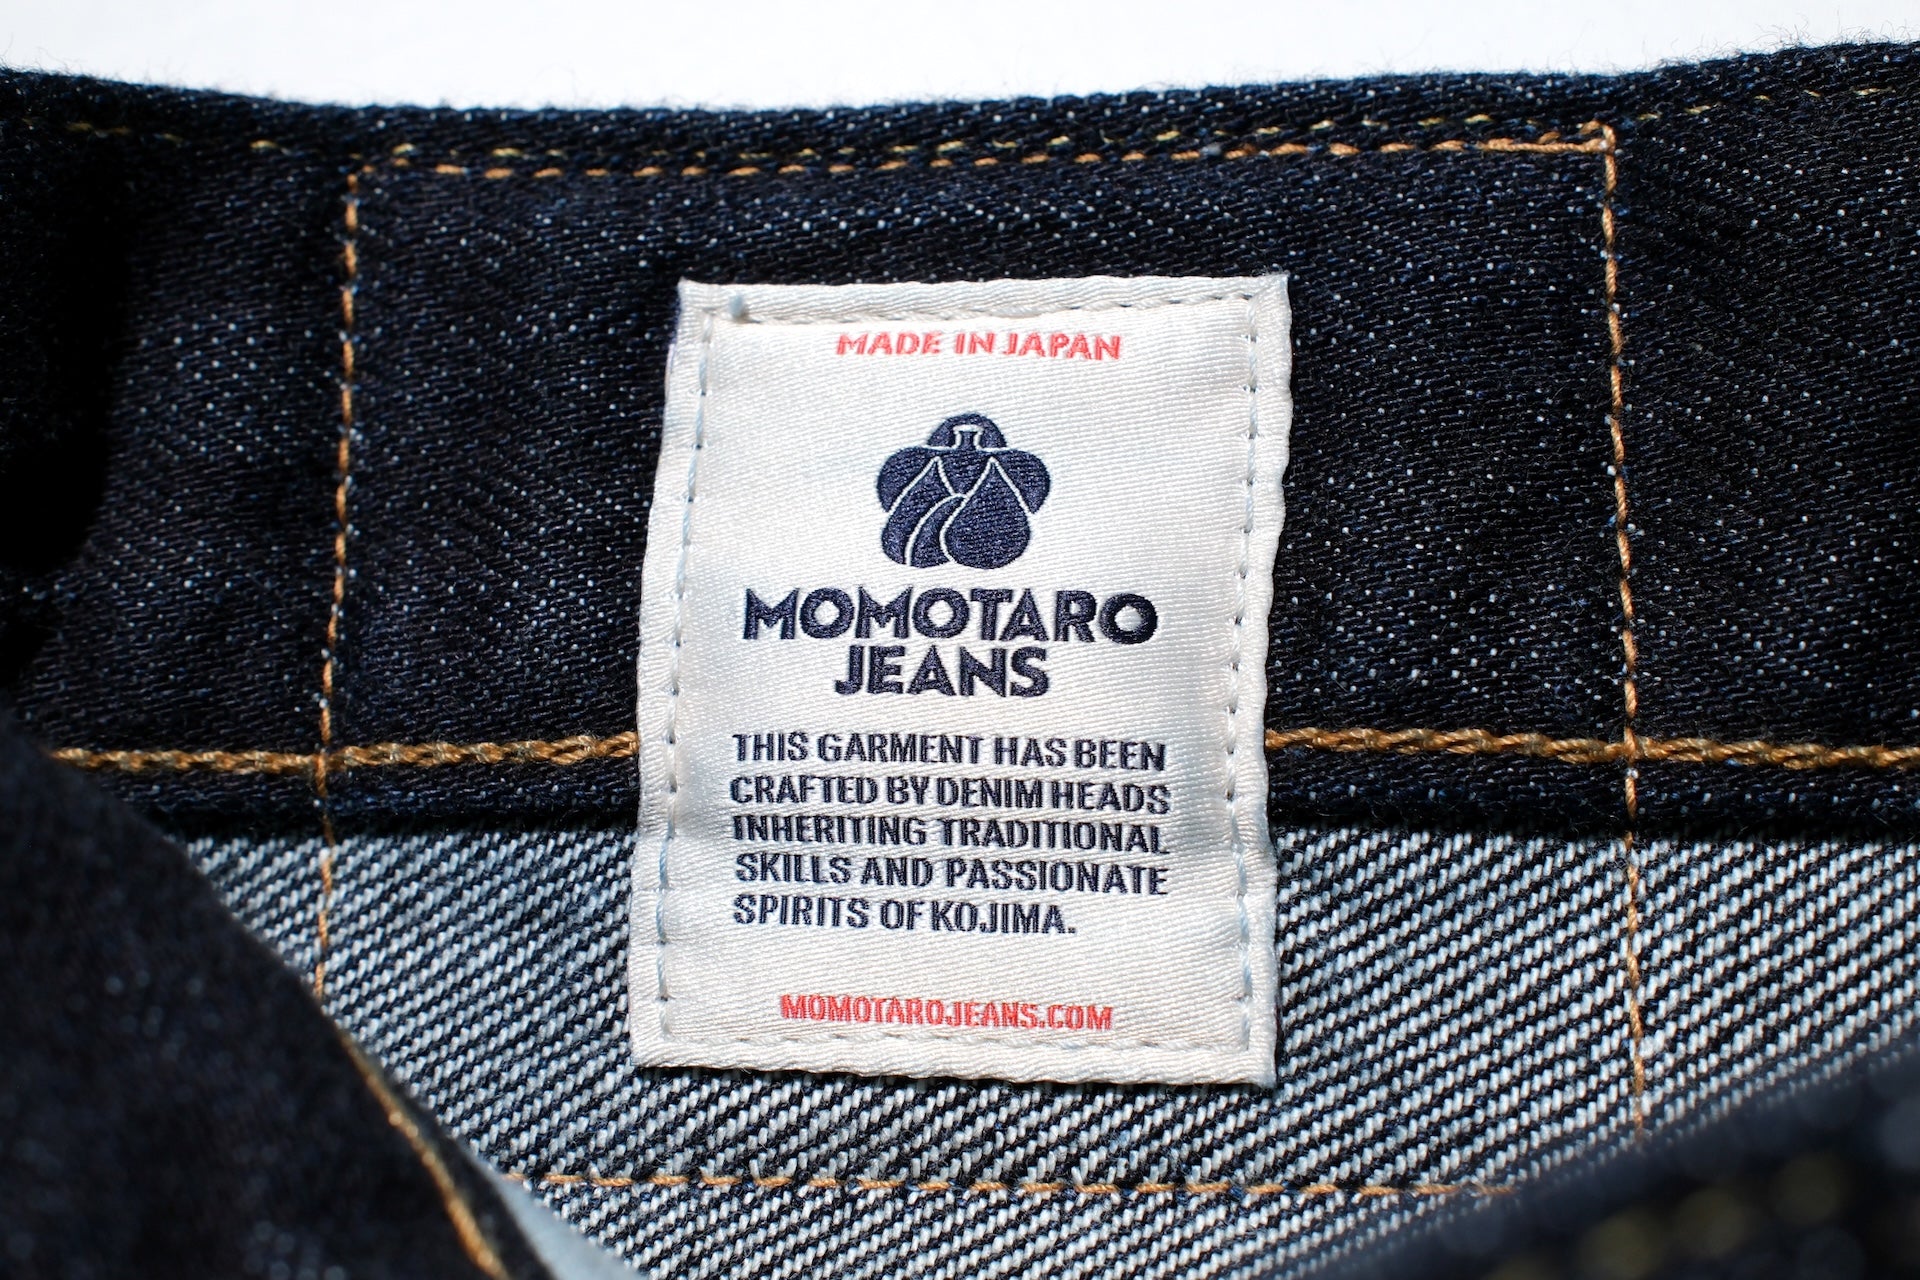 MADE IN JAPAN
MOMOTARO
JEANS
THIS GARMENT HAS BEEN
CRAFTED BY DENIM HEADS
INHERITING TRADITIONAL
SKILLS AND PASSIONATE
SPIRITS OF KOJIMA.
MOMOTAROJEANS.COM